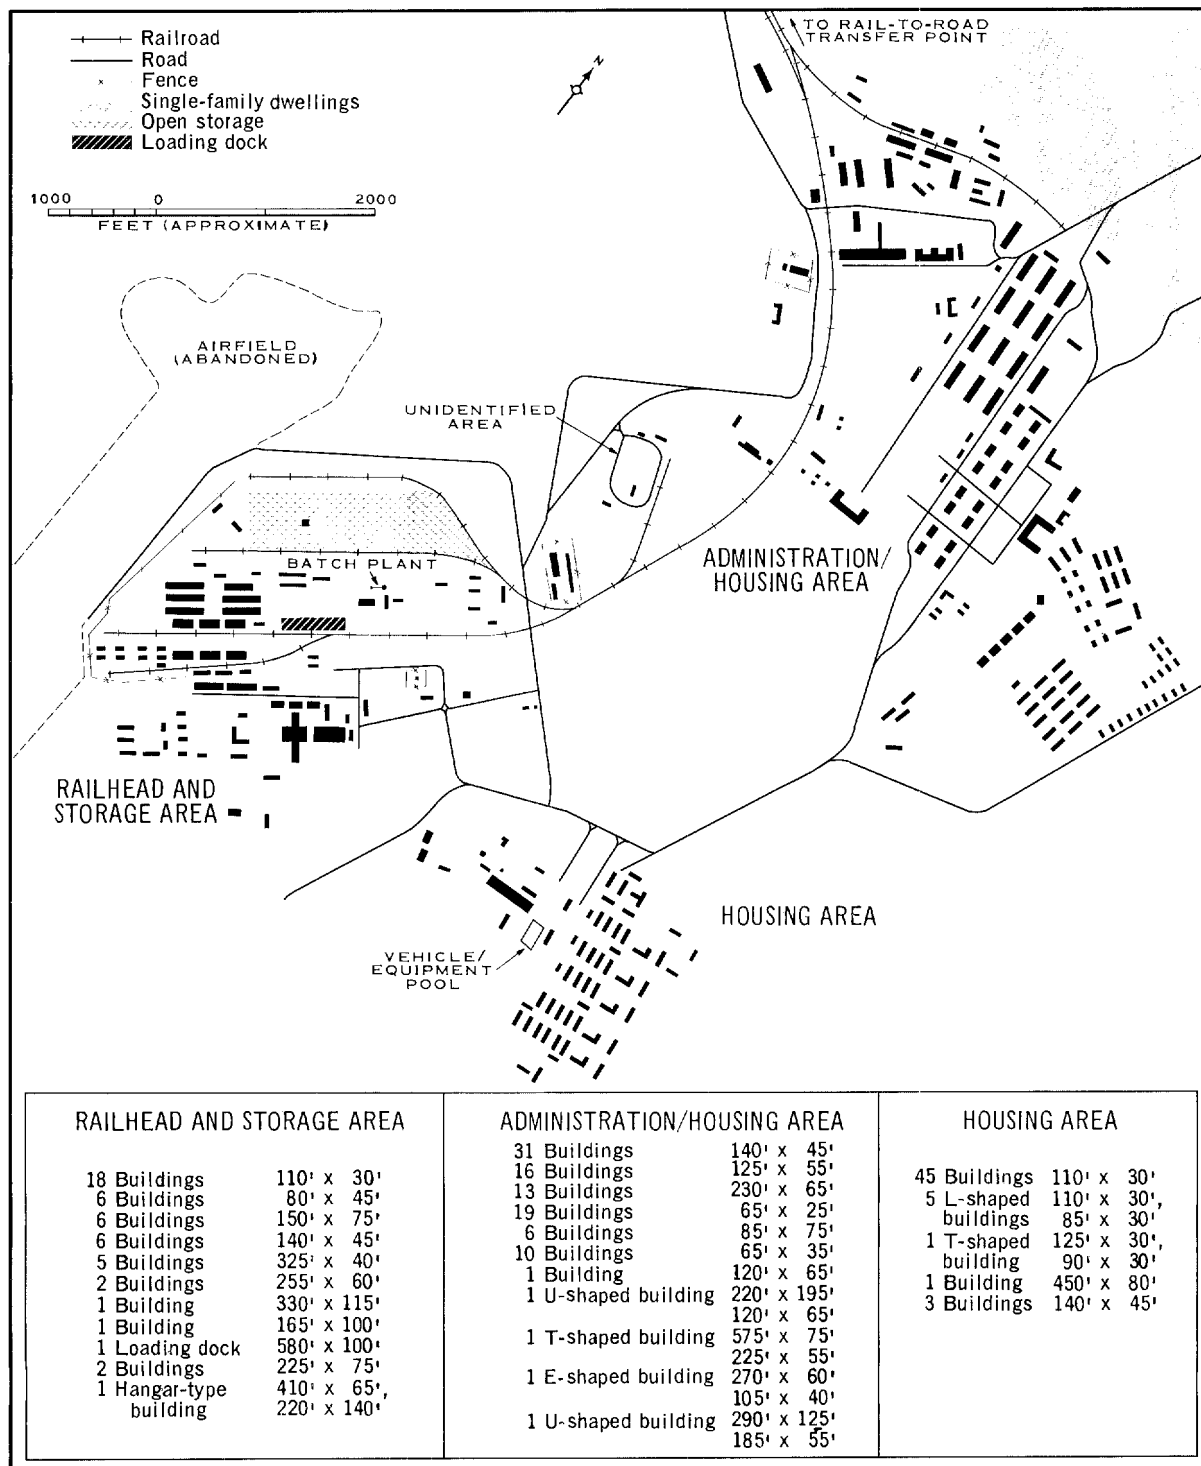 Railroad
Road
Fence
Single-family dwellings
Open storage
Loading dock
1000 0 2000
FEET (APPROXIMATE)
N
TO RAIL-TO-ROAD
TRANSFER POINT
AIRFIELD
(ABANDONED)
UNIDENTIFIED
AREA
BATCH PLANT
ADMINISTRATION/
HOUSING AREA
RAILHEAD AND
STORAGE AREA
HOUSING AREA
VEHICLE/
EQUIPMENT
POOL
RAILHEAD AND STORAGE AREA
18 Buildings 110' x 30'
6 Buildings 80' x 45'
6 Buildings 150' x 75'
6 Buildings 140' x 45'
5 Buildings 325' x 40'
2 Buildings 255' x 60'
1 Building 330' x 115'
1 Building 165' x 100'
1 Loading dock 580' x 100'
2 Buildings 225' x 75'
1 Hangar-type 410' x 65',
building 220' x 140'
ADMINISTRATION/HOUSING AREA
31 Buildings 140' x 45'
16 Buildings 125' x 55'
13 Buildings 230' x 65'
19 Buildings 65' x 25'
6 Buildings 85' x 75'
10 Buildings 65' x 35'
1 Building 120' x 65'
1 U-shaped building 220' x 195'
120' x 65'
1 T-shaped building 575' x 75'
225' x 55'
1 E-shaped building 270' x 60'
105' x 40'
1 U-shaped building 290' x 125'
185' x 55'
HOUSING AREA
45 Buildings 110' x 30'
5 L-shaped 110' x 30',
buildings 85' x 30'
1 T-shaped 125' x 30',
building 90' x 30'
1 Building 450' x 80'
3 Buildings 140' x 45'